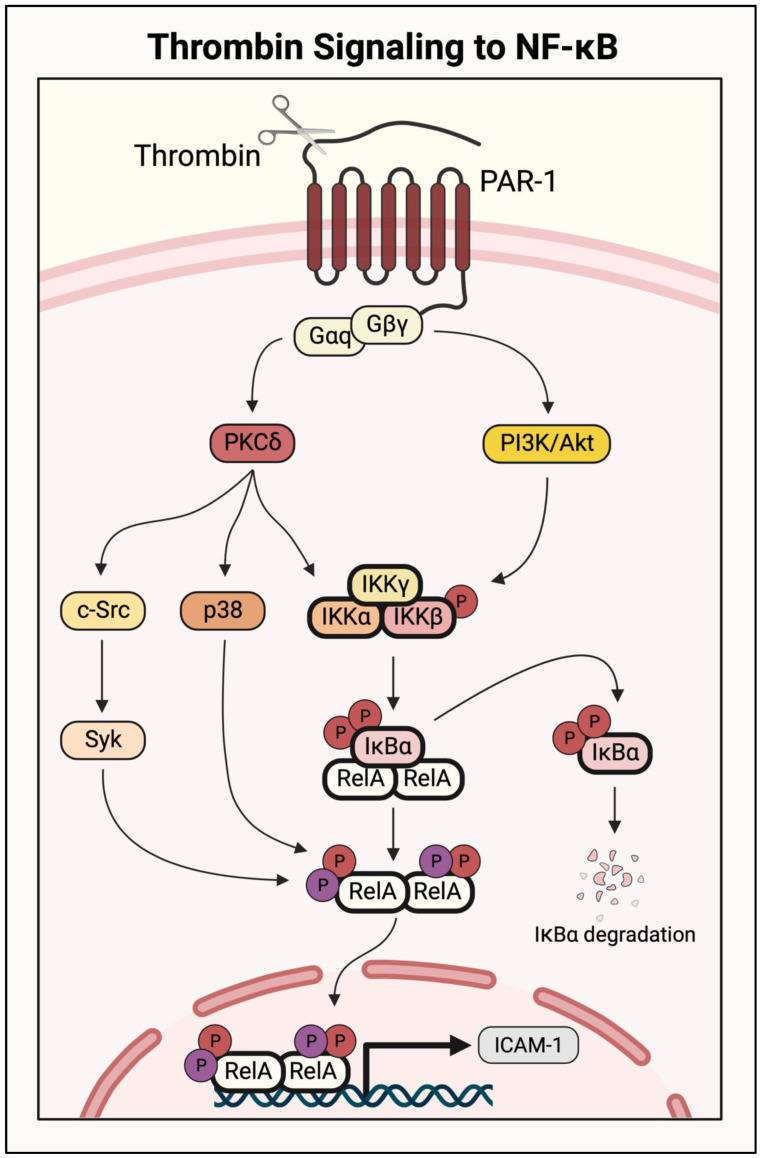 Thrombin Signaling to NF-κB
Thrombin
PAR-1
Gαq
Gβγ
PKCδ
PI3K/Akt
c-Src
p38
IKKγ
IKKα
IKKβ
P
Syk
P
P
IκBα
RelA
RelA
P
P
IκBα
P
P
RelA
P
P
RelA
IκBα degradation
P
P
RelA
P
P
RelA
ICAM-1